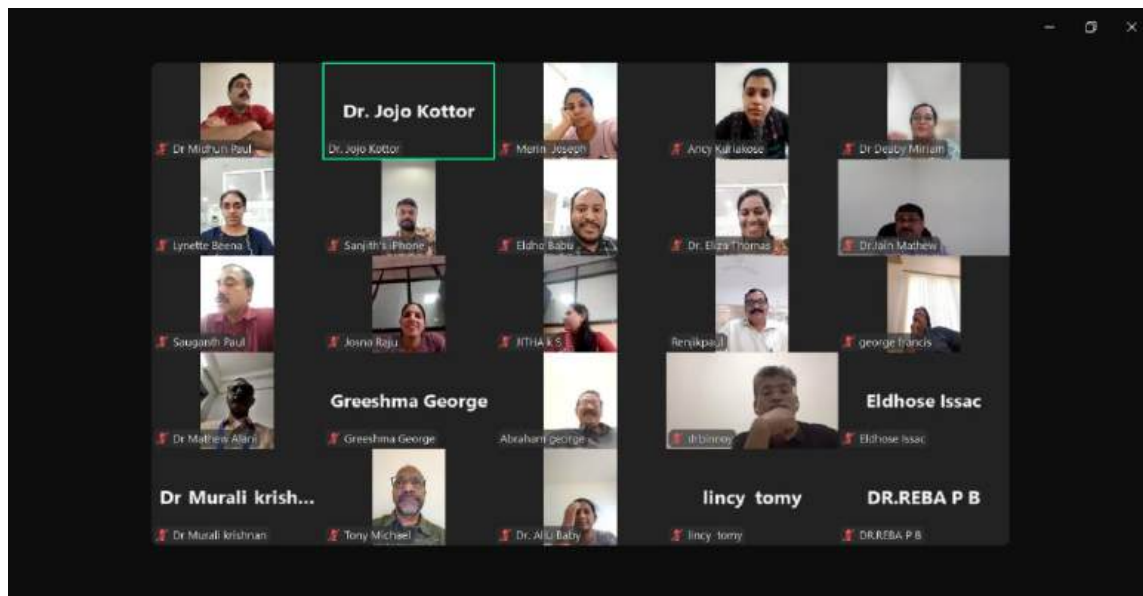 Dr. Jojo Kottor
Dr Midhun Paul
Dr. Jojo Kottor
Merin Joseph
Ancy Kuriakose
Dr Deaby Miriam
Lynette Beena
Sanjith's iPhone
Eldho Babu
Dr. Eliza Thomas
Dr.Jain Mathew
Sauganth Paul
Josna Raju
JITHA k S
Renjikpaul
george francis
Greeshma George
Eldhose Issac
Dr Mathew Alani
Greeshma George
Abraham george
drbinooy
Eldhose Issac
Dr Murali krish...
lincy tomy
DR.REBA P B
Dr Murali krishnan
Tony Michael
Dr. Allu Baby
lincy tomy
DR.REBA P B